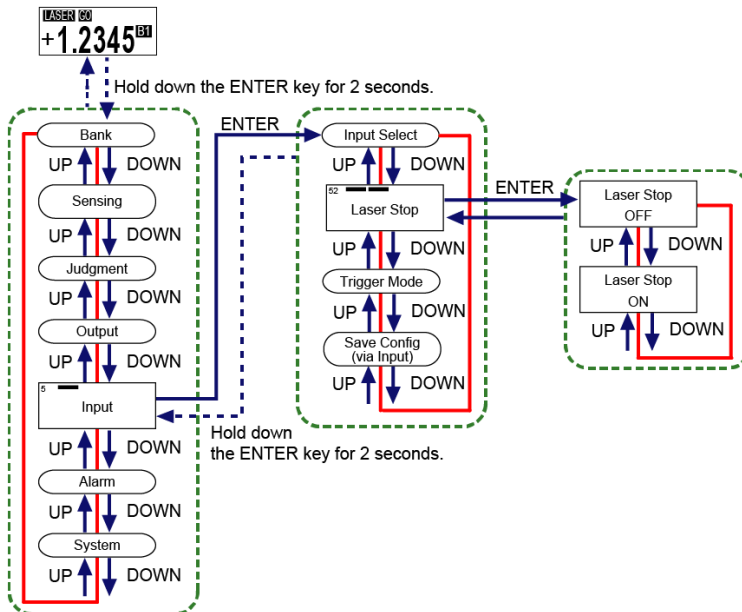 LASER GO
+1.2345 B1
Hold down the ENTER key for 2 seconds.
Bank
UP DOWN
Sensing
UP DOWN
Judgment
UP DOWN
Output
UP DOWN
5
Input
UP DOWN
Alarm
UP DOWN
System
UP DOWN
ENTER
Input Select
UP DOWN
52
Laser Stop
UP DOWN
Trigger Mode
UP DOWN
Save Config
(via Input)
UP DOWN
Hold down
the ENTER key for 2 seconds.
ENTER
Laser Stop
OFF
UP DOWN
Laser Stop
ON
UP DOWN